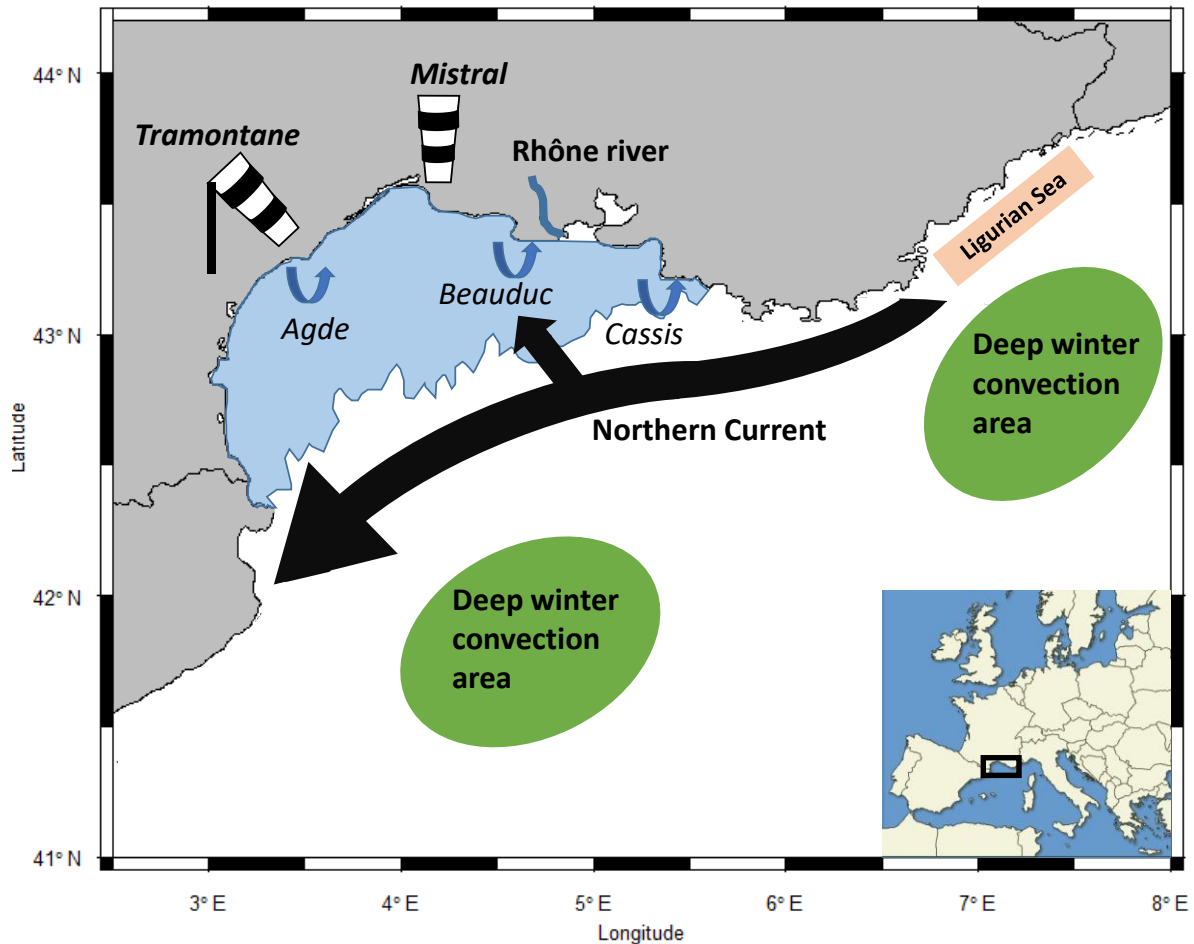 44° N
Mistral
Tramontane
Rhône river
Ligurian Sea
Beauduc
Agde
Cassis
43° N
Deep winter
convection
area
Northern Current
Latitude
42° N
Deep winter
convection
area
41° N
3° E
4° E
5° E
6° E
7° E
8° E
Longitude